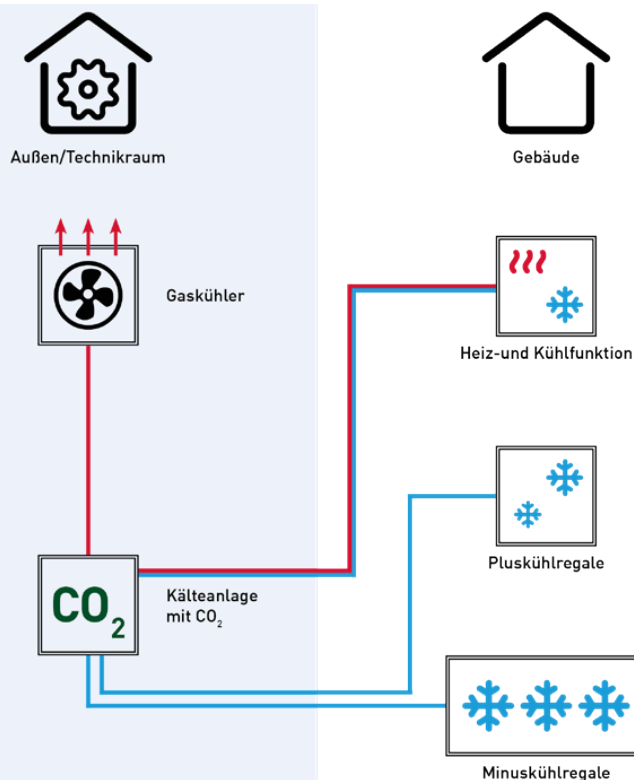 Außen/Technikraum
Gebäude
Gaskühler
Heiz-und Kühlfunktion
Pluskühlregale
CO₂
Kälteanlage
mit CO₂
Minuskühlregale